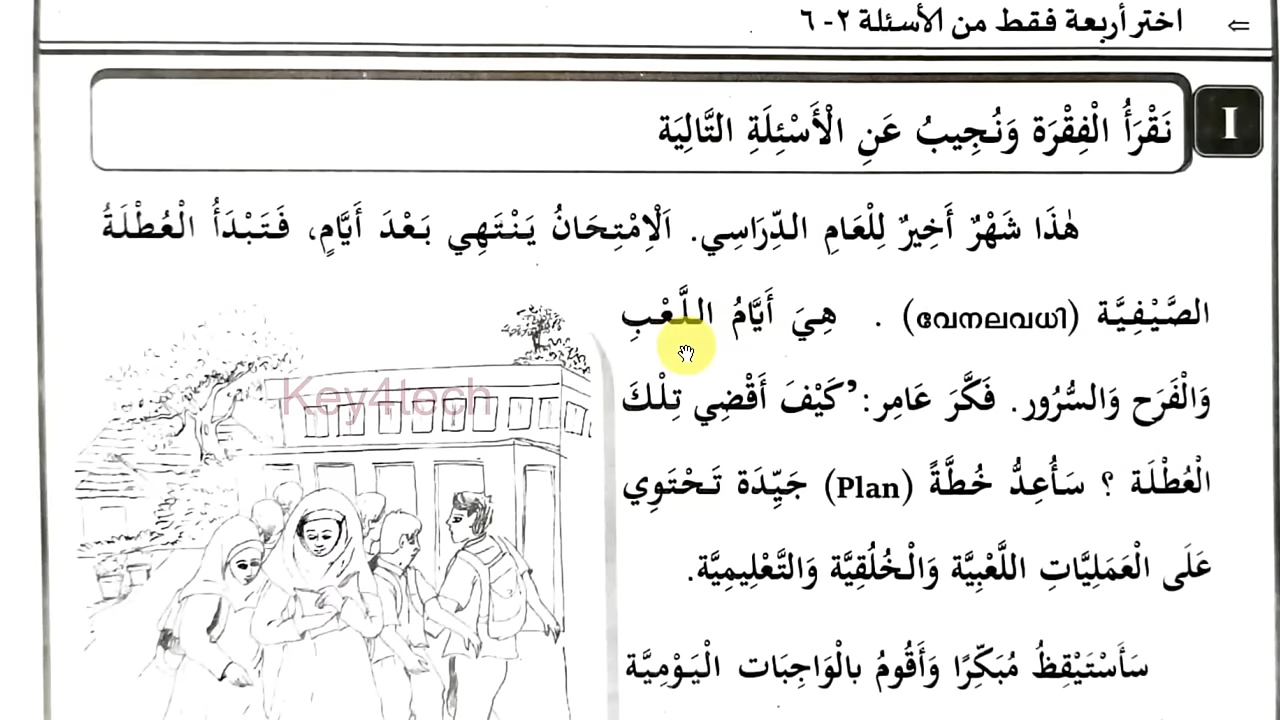 ⇐ اختر أربعة فقط من الأسئلة ٢- ٦
I
نَقْرَأُ الْفِقْرَة وَنُجِيبُ عَنِ الْأَسْئِلَةِ التَّالِيَة
هٰذَا شَهْرٌ أَخِيرٌ لِلْعَامِ الدِّرَاسِي. اَلْاِمْتِحَانُ يَنْتَهِي بَعْدَ أَيَّامٍ، فَتَبْدَأُ الْعُطْلَةُ
الصَّيْفِيَّة (വേനലവധി) . هِيَ أَيَّامُ اللَّعْبِ
وَالْفَرَح وَالسُّرُور. فَكَّرَ عَامِر:’كَيْفَ أَقْضِي تِلْكَ
الْعُطْلَة ؟ سَأُعِدُّ خُطَّةً (Plan) جَيِّدَة تَحْتَوِي
عَلَى الْعَمَلِيَّاتِ اللَّعْبِيَّة وَالْخُلُقِيَّة وَالتَّعْلِيمِيَّة.
سَأَسْتَيْقِظُ مُبَكِّرًا وَأَقُومُ بالْوَاجِبَات الْيَوْمِيَّة
Key4tech